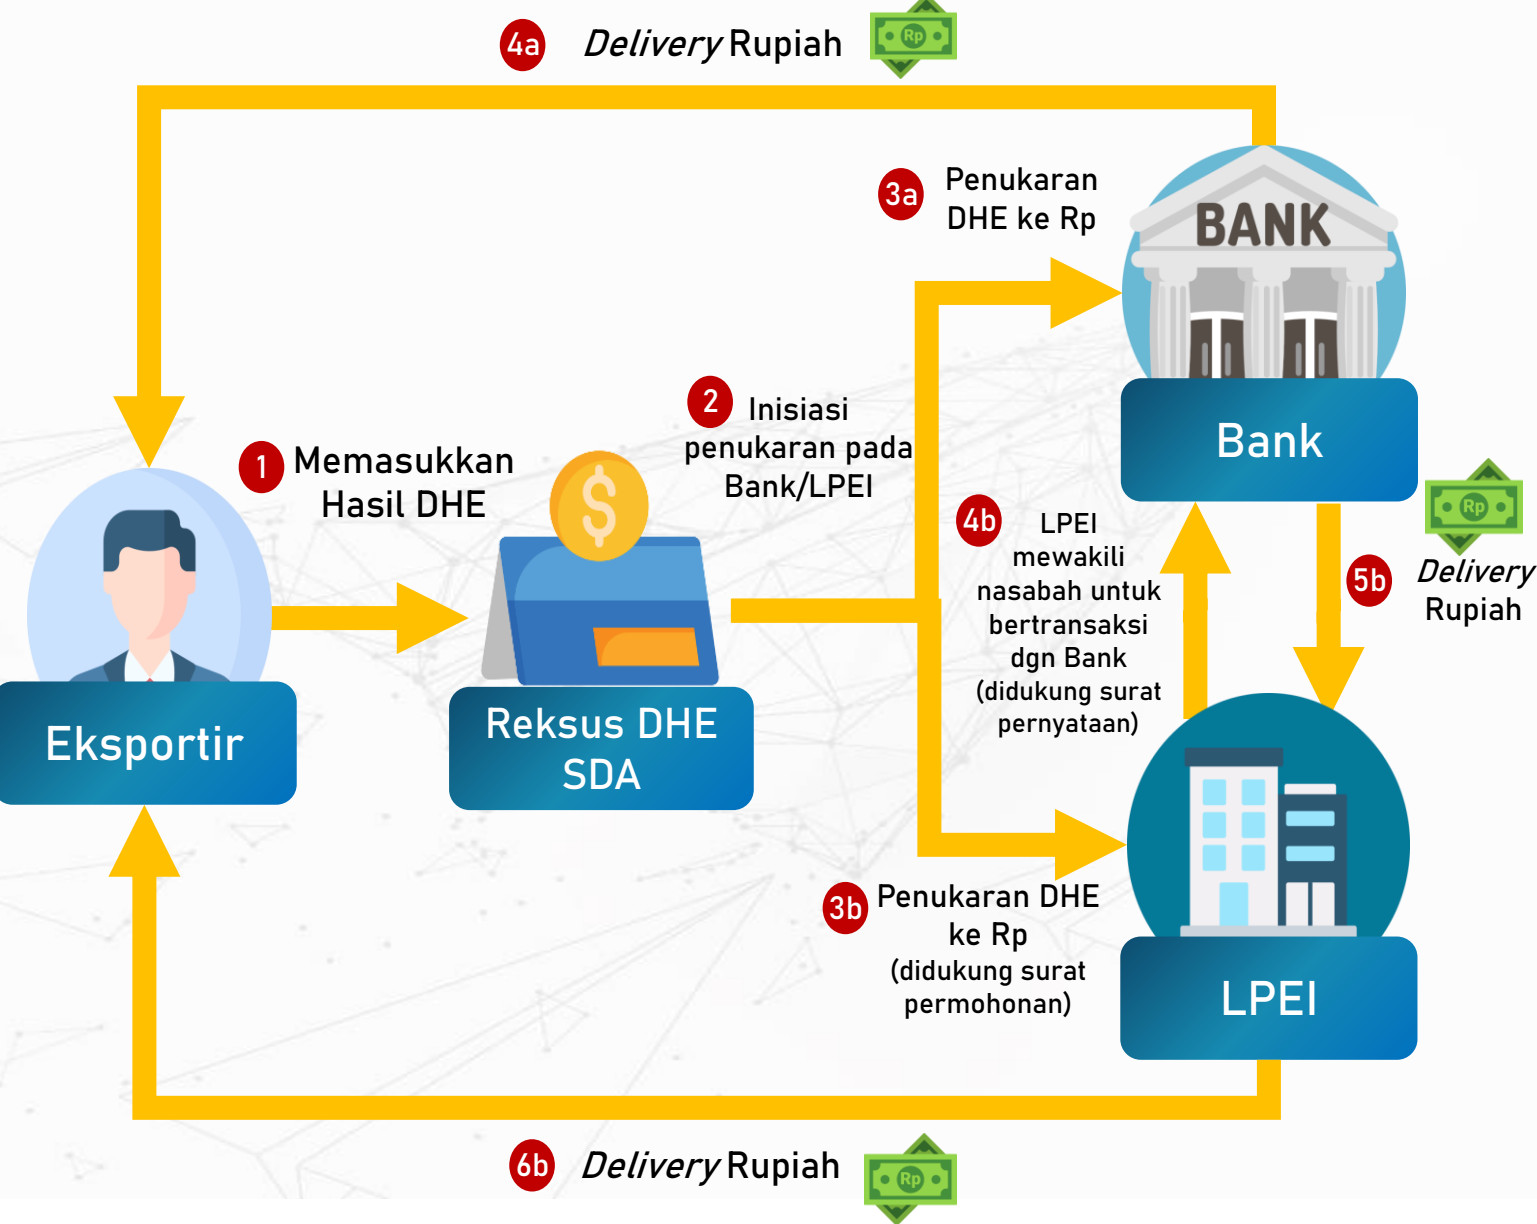 4a
Delivery Rupiah
Rp
3a
Penukaran
DHE ke Rp
BANK
Bank
2
Inisiasi
penukaran pada
Bank/LPEI
1
Memasukkan
Hasil DHE
$
Eksportir
Reksus DHE
SDA
4b
LPEI
mewakili
nasabah untuk
bertransaksi
dgn Bank
(didukung surat
pernyataan)
Rp
5b
Delivery
Rupiah
3b
Penukaran DHE
ke Rp
(didukung surat
permohonan)
LPEI
6b
Delivery Rupiah
Rp